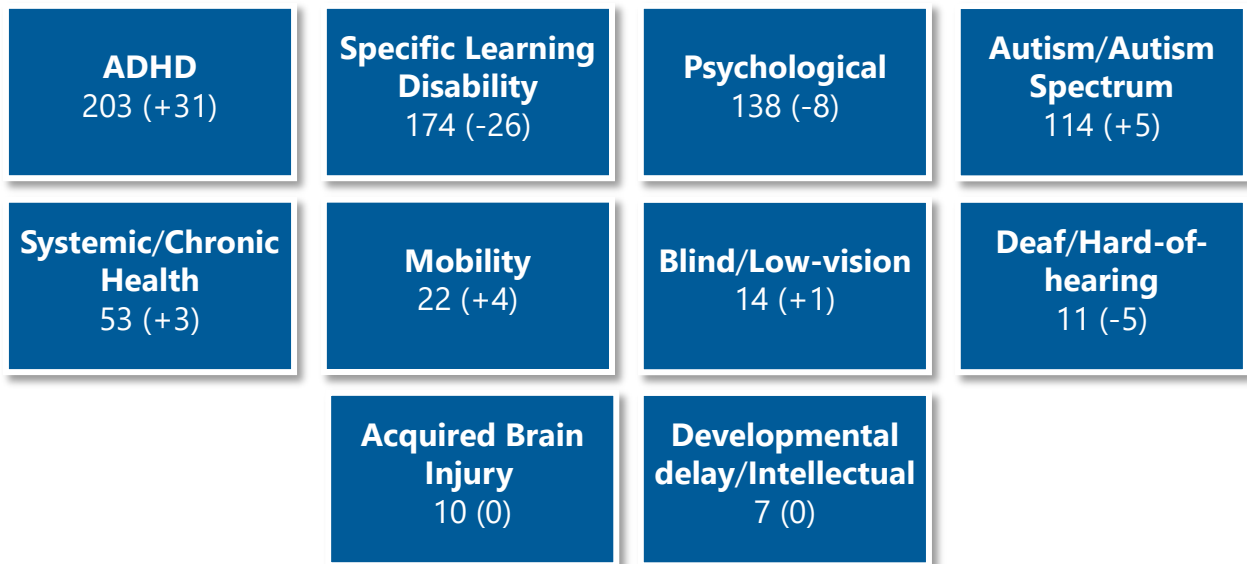 ADHD
203 (+31)
Specific Learning
Disability
174 (-26)
Psychological
138 (-8)
Autism/Autism
Spectrum
114 (+5)
Systemic/Chronic
Health
53 (+3)
Mobility
22 (+4)
Blind/Low-vision
14 (+1)
Deaf/Hard-of-
hearing
11 (-5)
Acquired Brain
Injury
10 (0)
Developmental
delay/Intellectual
7 (0)